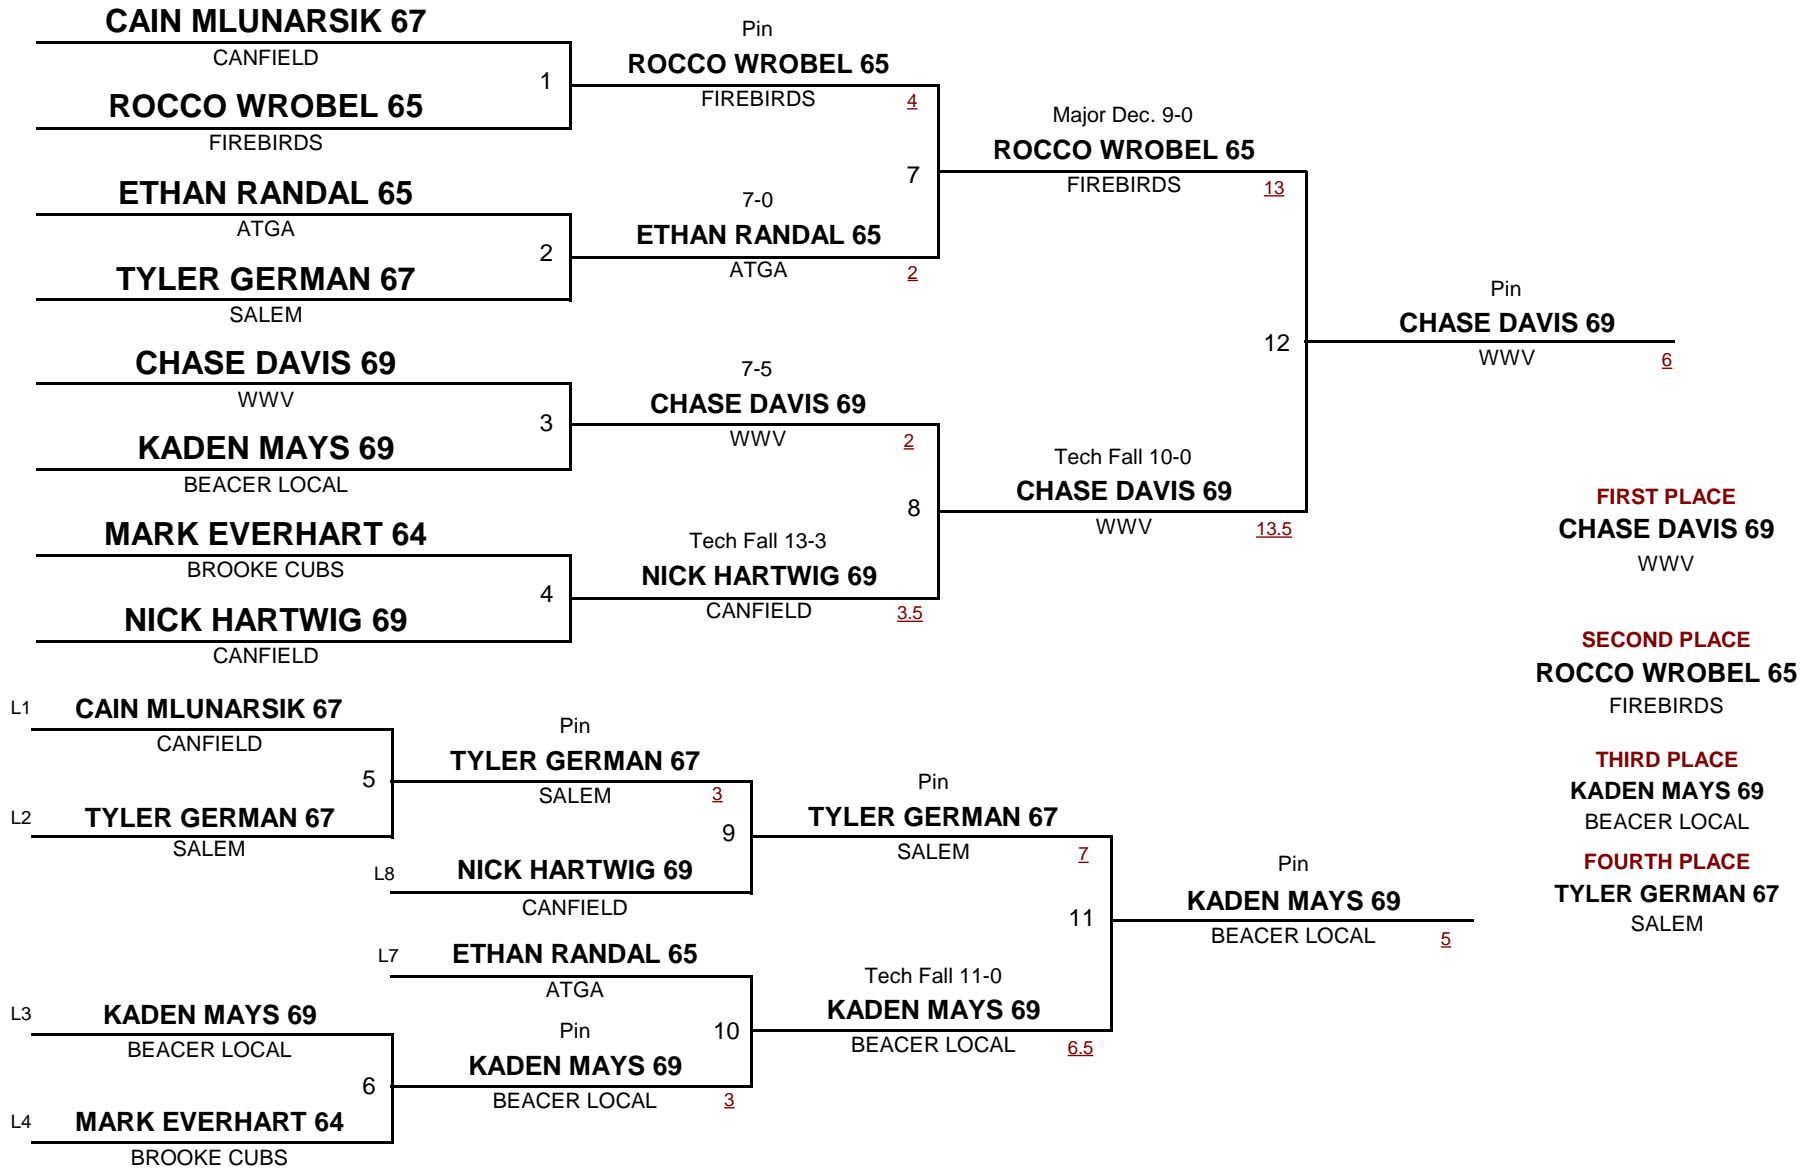 CAIN MLUNARSIK 67
CANFIELD
1
ROCCO WROBEL 65
FIREBIRDS
Pin
ROCCO WROBEL 65
FIREBIRDS
4
ETHAN RANDAL 65
ATGA
2
TYLER GERMAN 67
SALEM
7-0
ETHAN RANDAL 65
ATGA
2
7
Major Dec. 9-0
ROCCO WROBEL 65
FIREBIRDS
13
CHASE DAVIS 69
WWV
3
KADEN MAYS 69
BEACER LOCAL
7-5
CHASE DAVIS 69
WWV
2
MARK EVERHART 64
BROOKE CUBS
4
NICK HARTWIG 69
CANFIELD
Tech Fall 13-3
NICK HARTWIG 69
CANFIELD
3.5
8
Tech Fall 10-0
CHASE DAVIS 69
WWV
13.5
12
Pin
CHASE DAVIS 69
WWV
6
FIRST PLACE
CHASE DAVIS 69
WWV
SECOND PLACE
ROCCO WROBEL 65
FIREBIRDS
THIRD PLACE
KADEN MAYS 69
BEACER LOCAL
FOURTH PLACE
TYLER GERMAN 67
SALEM
L1
CAIN MLUNARSIK 67
CANFIELD
5
L2
TYLER GERMAN 67
SALEM
Pin
TYLER GERMAN 67
SALEM
3
9
L8
NICK HARTWIG 69
CANFIELD
Pin
TYLER GERMAN 67
SALEM
7
L7
ETHAN RANDAL 65
ATGA
L3
KADEN MAYS 69
BEACER LOCAL
6
L4
MARK EVERHART 64
BROOKE CUBS
Pin
KADEN MAYS 69
BEACER LOCAL
3
10
Tech Fall 11-0
KADEN MAYS 69
BEACER LOCAL
6.5
11
Pin
KADEN MAYS 69
BEACER LOCAL
5